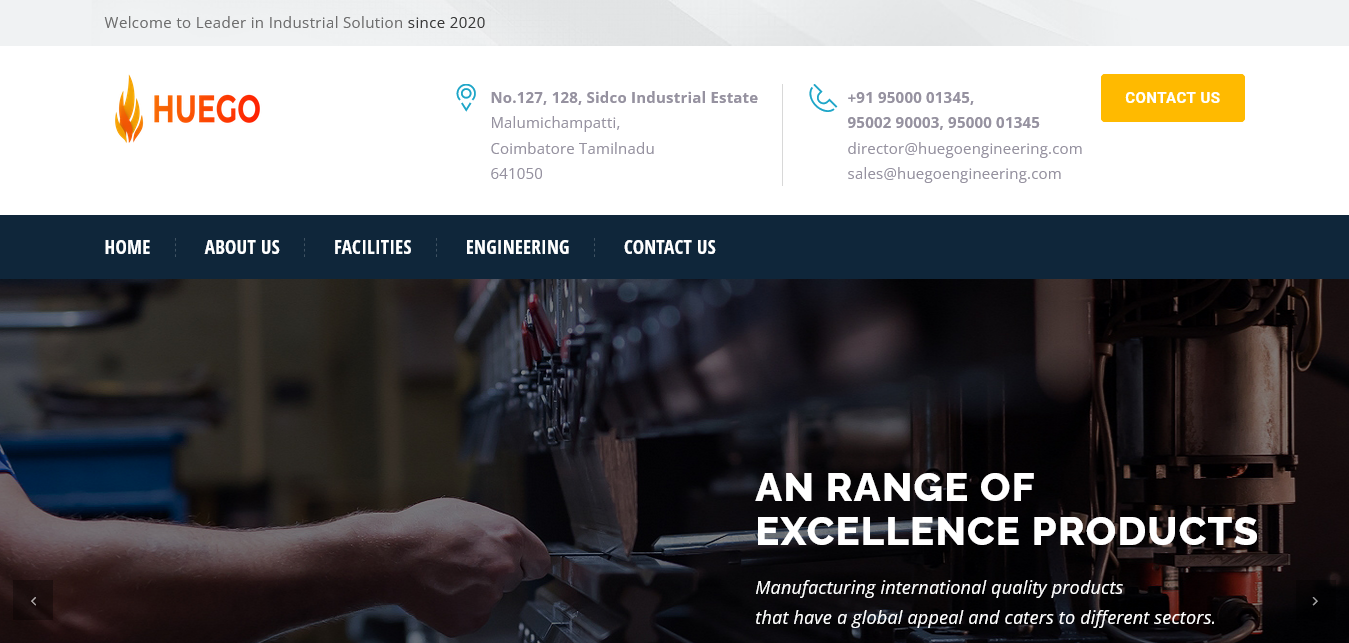 Welcome to Leader in Industrial Solution since 2020
HUEGO
No.127, 128, Sidco Industrial Estate
Malumichampatti,
Coimbatore Tamilnadu
641050
+91 95000 01345,
95002 90003, 95000 01345
director@huegoengineering.com
sales@huegoengineering.com
CONTACT US
HOME ABOUT US FACILITIES ENGINEERING CONTACT US
AN RANGE OF
EXCELLENCE PRODUCTS
Manufacturing international quality products
that have a global appeal and caters to different sectors.